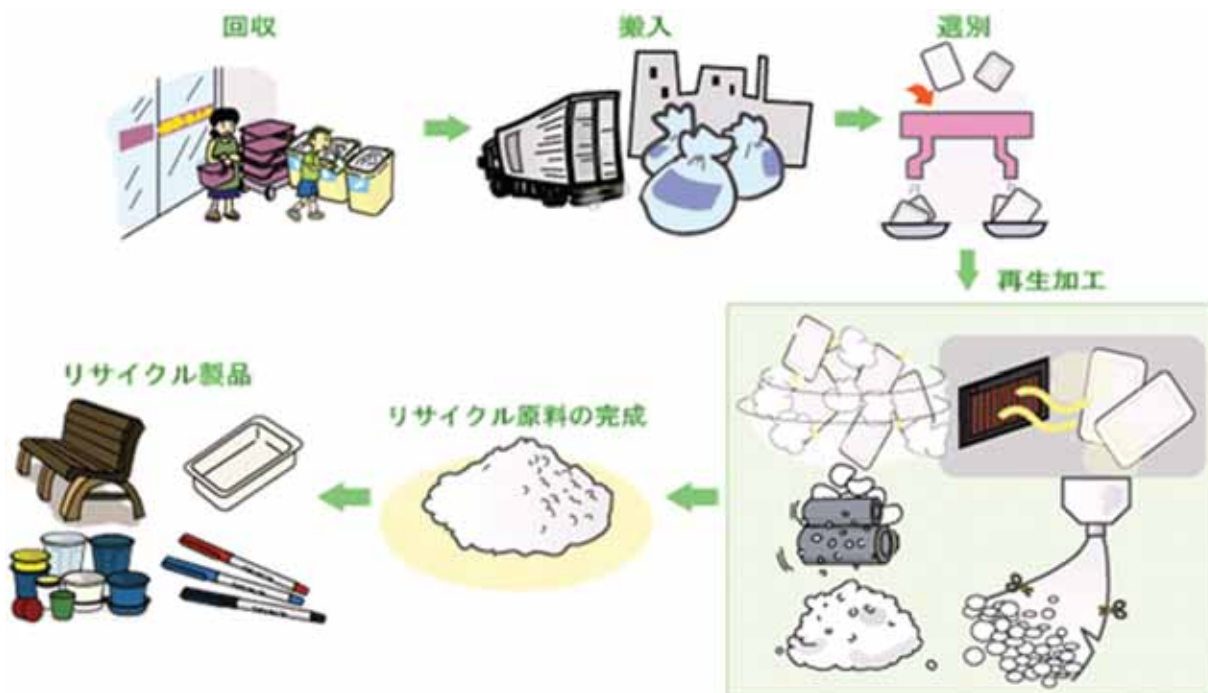 回収
搬入
選別
再生加工
リサイクル原料の完成
リサイクル製品